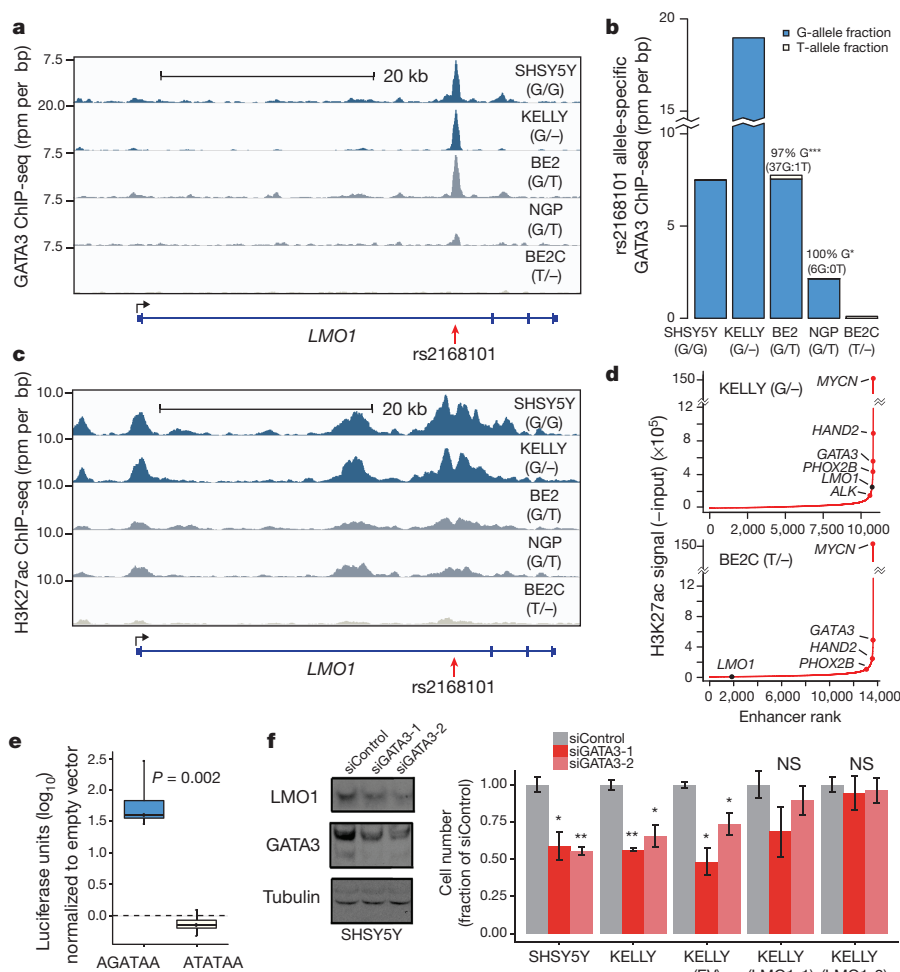 a
GATA3 ChIP-seq (rpm per bp)
7.5
20.0
7.5
7.5
7.5
20 kb
SHSY5Y
(G/G)
KELLY
(G/–)
BE2
(G/T)
NGP
(G/T)
BE2C
(T/–)
LMO1
rs2168101
b
rs2168101 allele-specific
GATA3 ChIP-seq (rpm per bp)
20
15
10
5
0
G-allele fraction
T-allele fraction
97% G***
(37G:1T)
100% G*
(6G:0T)
SHSY5Y KELLY BE2 NGP BE2C
(G/G) (G/–) (G/T) (G/T) (T/–)
c
H3K27ac ChIP-seq (rpm per bp)
10.0
10.0
10.0
10.0
10.0
20 kb
SHSY5Y
(G/G)
KELLY
(G/–)
BE2
(G/T)
NGP
(G/T)
BE2C
(T/–)
LMO1
rs2168101
d
H3K27ac signal (–input) (×10⁵)
150
12
8
4
0
KELLY (G/–)
MYCN
HAND2
GATA3
PHOX2B
LMO1
ALK
0 2,000 5,000 7,500 10,000
150
12
8
4
0
BE2C (T/–)
MYCN
GATA3
HAND2
PHOX2B
LMO1
0 2,000 6,000 10,000 14,000
Enhancer rank
e
Luciferase units (log10)
normalized to empty vector
2.5
2.0
1.5
1.0
0.5
0.0
P = 0.002
AGATAA ATATAA
f
siControl
siGATA3-1
siGATA3-2
LMO1
GATA3
Tubulin
SHSY5Y
siControl
siGATA3-1
siGATA3-2
Cell number
(fraction of siControl)
1.00
0.75
0.50
0.25
0.00
* ** ** * * * NS NS
SHSY5Y KELLY KELLY KELLY KELLY